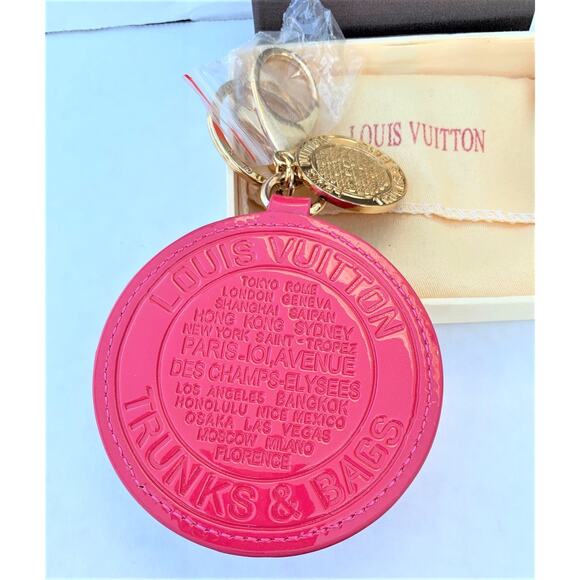 LOUIS VUITTON
LOUIS VUITTON
TOKYO ROME
LONDON GENEVA
SHANGHAI SAIPAN
HONG KONG SYDNEY
NEW YORK SAINT-TROPEZ
PARIS.101.AVENUE
DES CHAMPS-ELYSEES
LOS ANGELES BANGKOK
HONOLULU NICE MEXICO
OSAKA LAS VEGAS
MOSCOW MILANO
FLORENCE
TRUNKS & BAGS